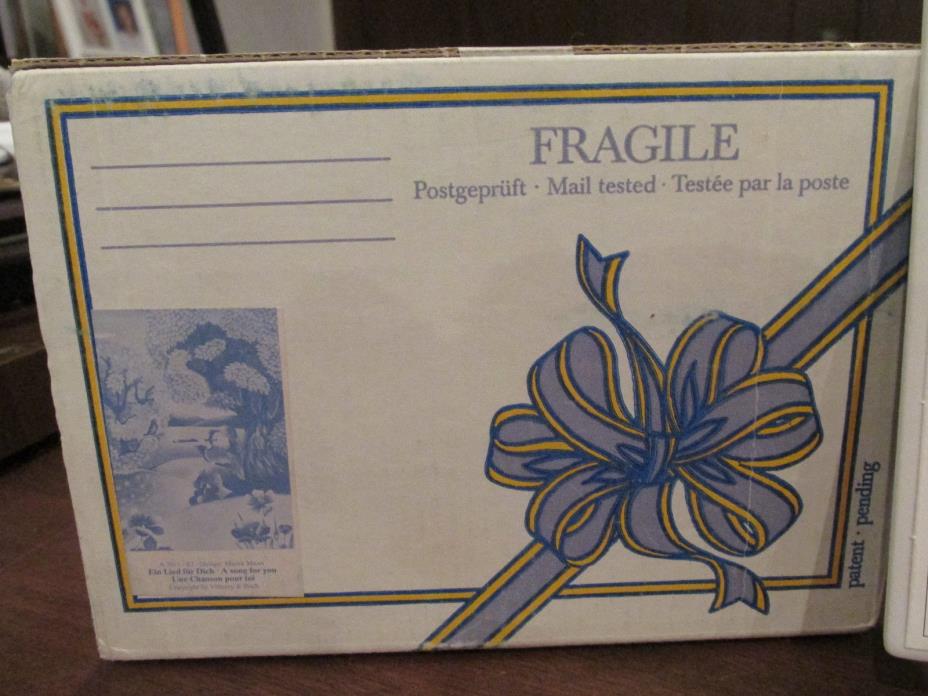 FRAGILE
Postgeprüft · Mail tested · Testée par la poste
patent · pending
Ein Lied für Dich · A song for you
Une Chanson pour toi
Copyright by Villeroy & Boch